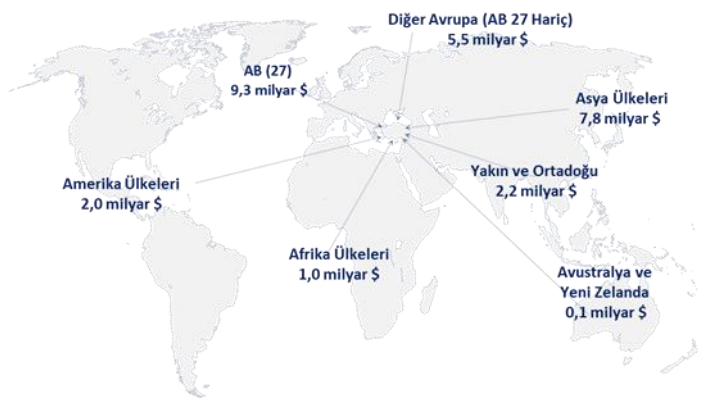 Diğer Avrupa (AB 27 Hariç)
5,5 milyar $
AB (27)
9,3 milyar $
Asya Ülkeleri
7,8 milyar $
Yakın ve Ortadoğu
2,2 milyar $
Amerika Ülkeleri
2,0 milyar $
Afrika Ülkeleri
1,0 milyar $
Avustralya ve
Yeni Zelanda
0,1 milyar $